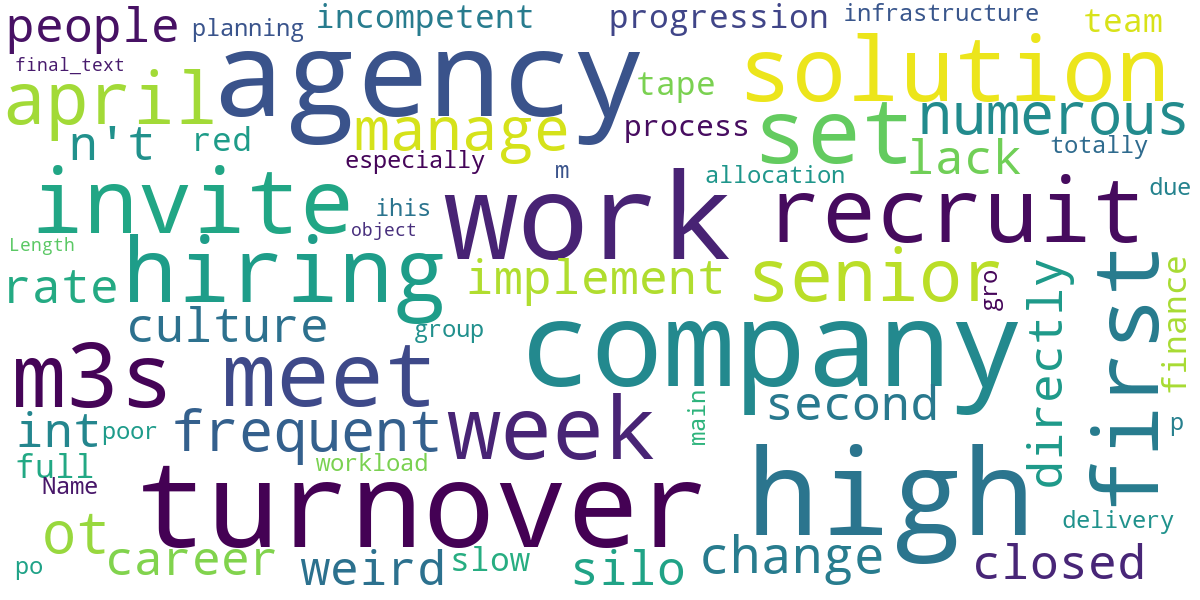 people
planning
incompetent
progression
infrastructure
team
final_text
april
agency
tape
solution
manage
process
set
numerous
n't
red
especially
m
allocation
lack
totally
due
invite
ihis
object
work
recruit
Length
rate
hiring
implement
senior
gro
directly
first
finance
culture
group
company
m3s
meet
main
second
int
poor
frequent
week
p
full
Name
workload
turnover
high
delivery
ot
po
career
weird
slow
silo
change
closed